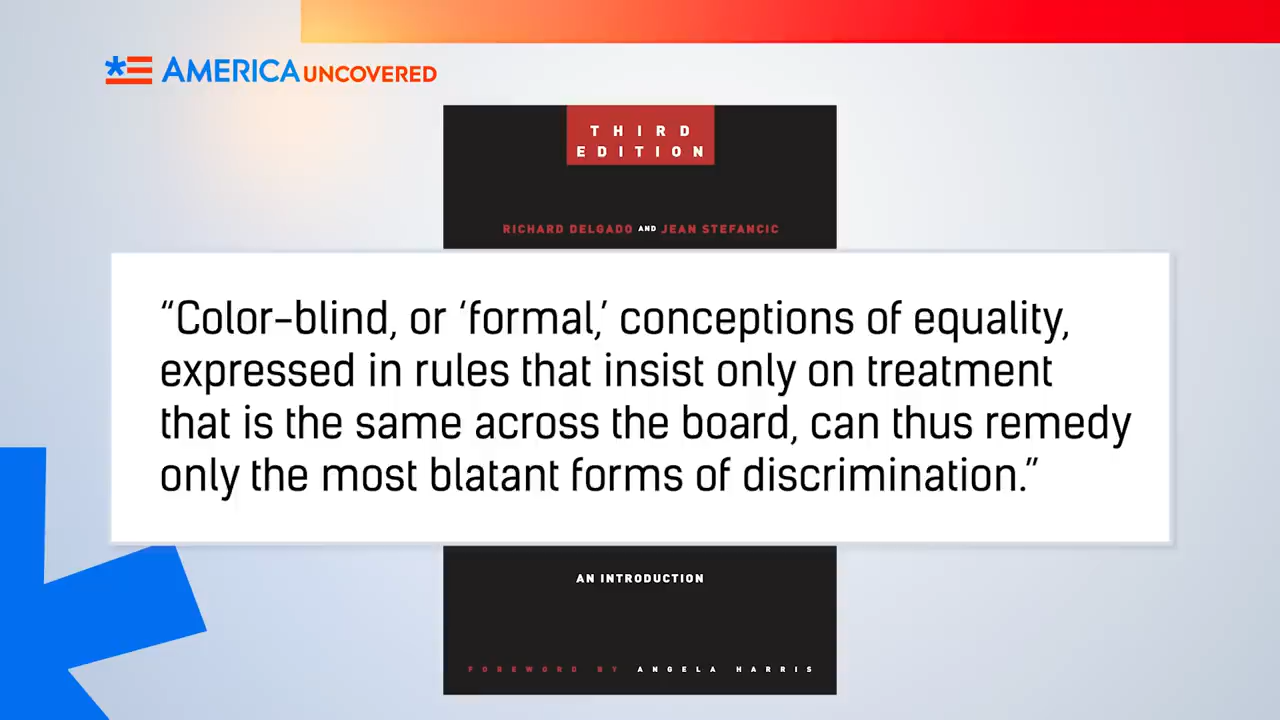 AMERICA UNCOVERED
THIRD
EDITION
RICHARD DELGADO AND JEAN STEFANCIC
“Color-blind, or ‘formal,’ conceptions of equality,
expressed in rules that insist only on treatment
that is the same across the board, can thus remedy
only the most blatant forms of discrimination.”
AN INTRODUCTION
FOREWORD BY ANGELA HARRIS